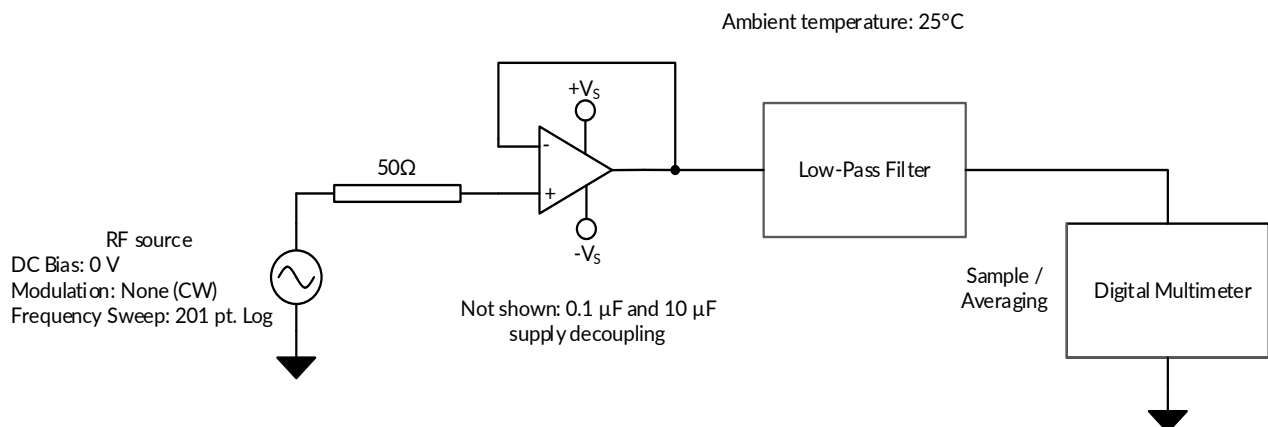 Ambient temperature: 25°C
+VS
-
50Ω
+
-VS
Low-Pass Filter
RF source
DC Bias: 0 V
Modulation: None (CW)
Frequency Sweep: 201 pt. Log
Not shown: 0.1 µF and 10 µF
supply decoupling
Sample /
Averaging
Digital Multimeter